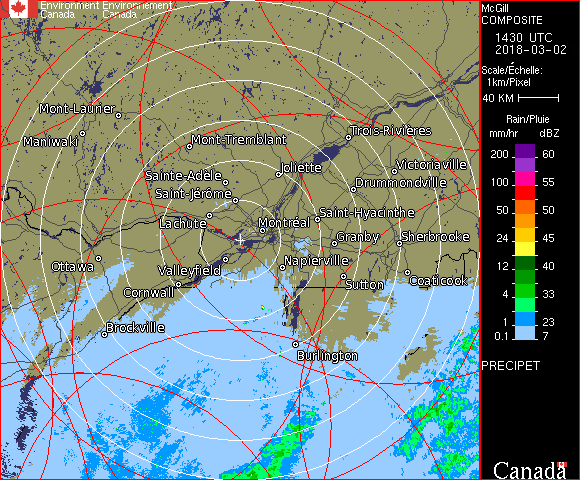 Environment Environnement
Canada Canada
Mont-Laurier
Maniwaki
Mont-Tremblant
Trois-Rivières
Sainte-Adèle
Joliette
Victoriaville
Saint-Jérôme
Drummondville
Lachute
Montréal
Saint-Hyacinthe
Granby
Sherbrooke
Ottawa
Valleyfield
Napierville
Cornwall
Sutton
Coaticook
Brockville
Burlington
McGill
COMPOSITE
1430 UTC
2018-03-02
Scale/Échelle:
1km/Pixel
40 KM
Rain/Pluie
mm/hr dBZ
200 60
150 57
100 55
50 50
24 45
12 40
4 33
1 23
0.1 7
PRECIPET
Canada